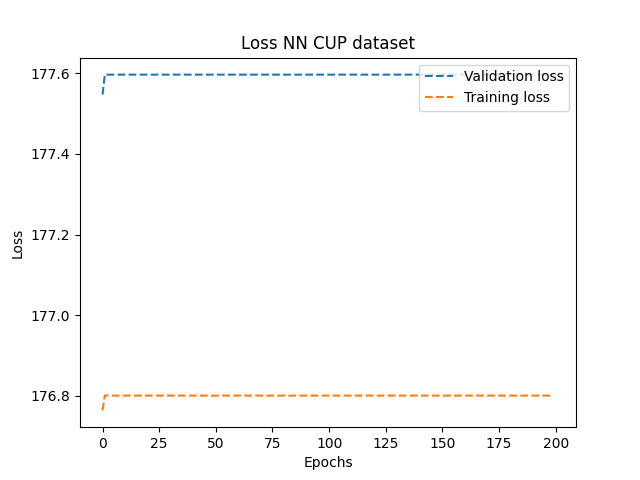 Loss NN CUP dataset
177.6
177.4
177.2
177.0
176.8
Loss
Validation loss
Training loss
0 25 50 75 100 125 150 175 200
Epochs